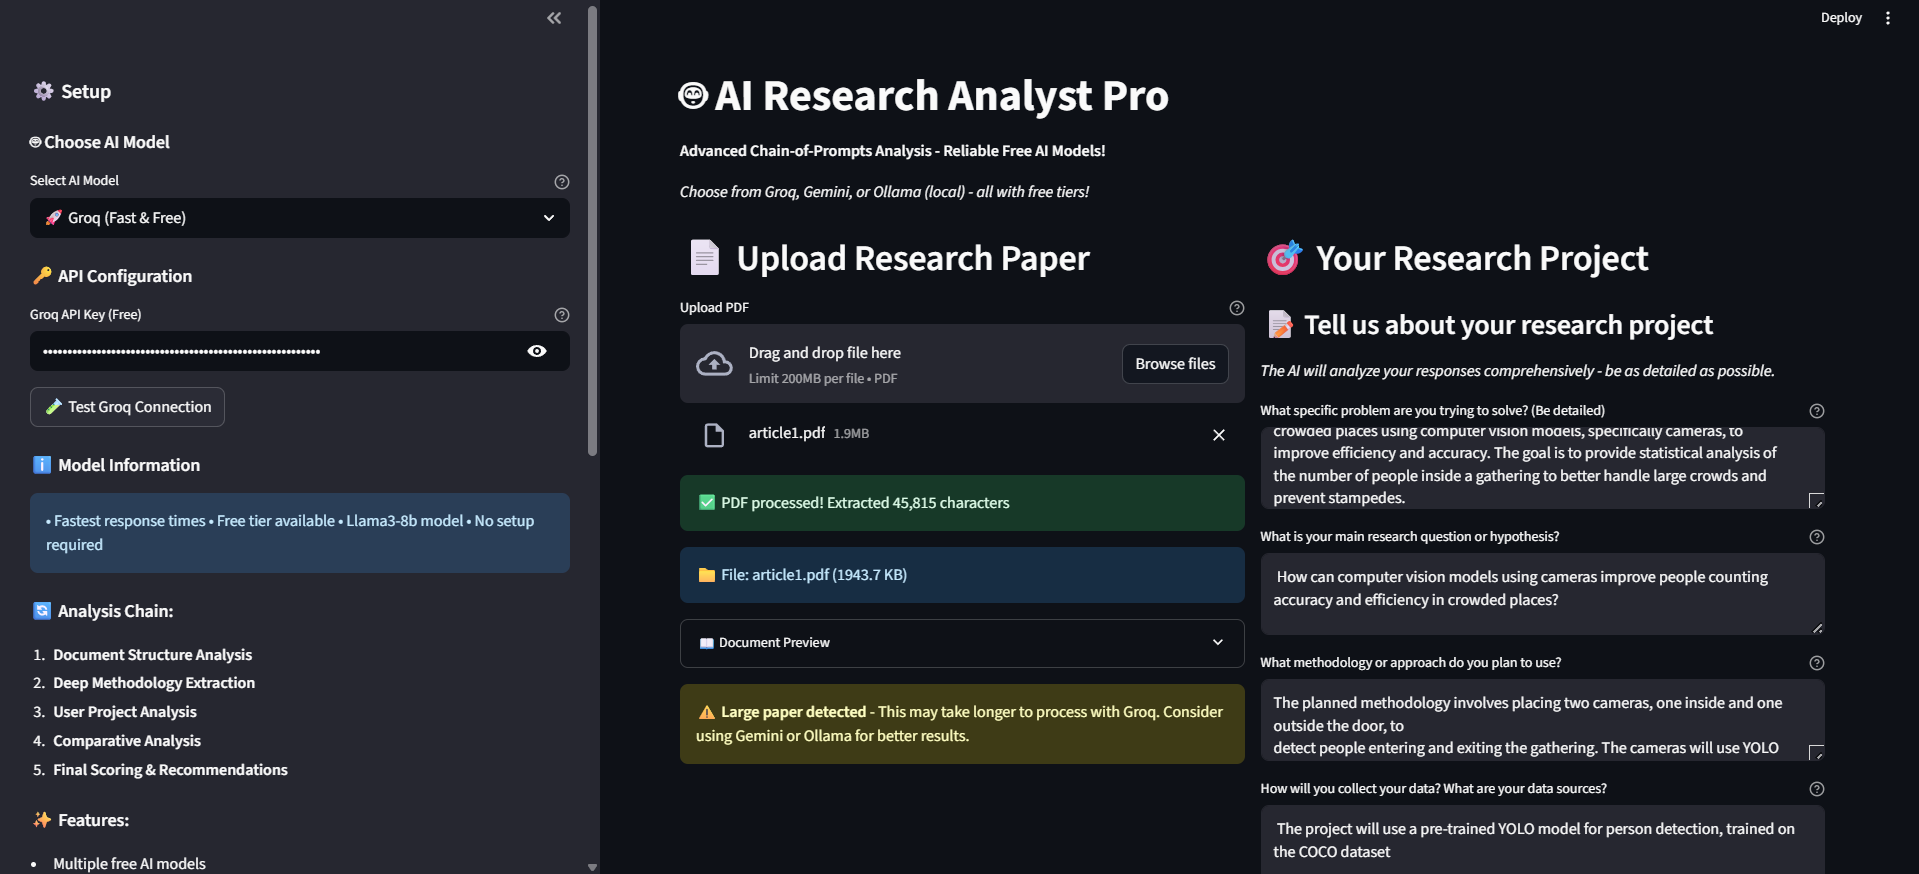 Deploy
Setup
Choose AI Model
Select AI Model
Groq (Fast & Free)
API Configuration
Groq API Key (Free)
Test Groq Connection
Model Information
• Fastest response times • Free tier available • Llama3-8b model • No setup
required
Analysis Chain:
1. Document Structure Analysis
2. Deep Methodology Extraction
3. User Project Analysis
4. Comparative Analysis
5. Final Scoring & Recommendations
Features:
• Multiple free AI models
AI Research Analyst Pro
Advanced Chain-of-Prompts Analysis - Reliable Free AI Models!
Choose from Groq, Gemini, or Ollama (local) - all with free tiers!
Upload Research Paper
Upload PDF
Drag and drop file here
Limit 200MB per file • PDF
Browse files
article1.pdf 1.9MB
PDF processed! Extracted 45,815 characters
File: article1.pdf (1943.7 KB)
Document Preview
Large paper detected - This may take longer to process with Groq. Consider
using Gemini or Ollama for better results.
Your Research Project
Tell us about your research project
The AI will analyze your responses comprehensively - be as detailed as possible.
What specific problem are you trying to solve? (Be detailed)
crowded places using computer vision models, specifically cameras, to
improve efficiency and accuracy. The goal is to provide statistical analysis of
the number of people inside a gathering to better handle large crowds and
prevent stampedes.
What is your main research question or hypothesis?
How can computer vision models using cameras improve people counting
accuracy and efficiency in crowded places?
What methodology or approach do you plan to use?
The planned methodology involves placing two cameras, one inside and one
outside the door, to
detect people entering and exiting the gathering. The cameras will use YOLO
How will you collect your data? What are your data sources?
The project will use a pre-trained YOLO model for person detection, trained on
the COCO dataset